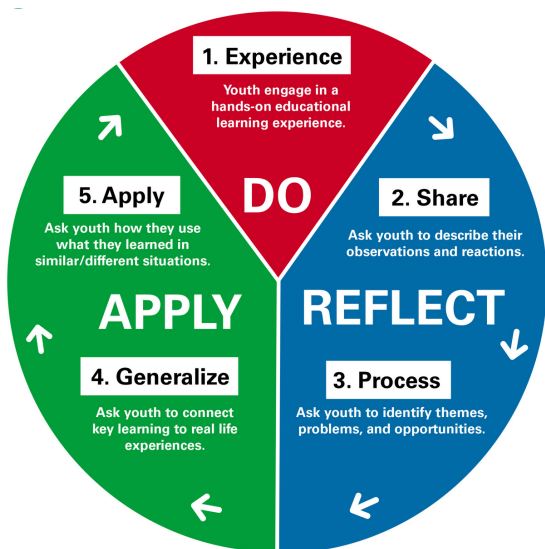 1. Experience
Youth engage in a
hands-on educational
learning experience.
DO
2. Share
Ask youth to describe their
observations and reactions.
REFLECT
3. Process
Ask youth to identify themes,
problems, and opportunities.
4. Generalize
Ask youth to connect
key learning to real life
experiences.
APPLY
5. Apply
Ask youth how they use
what they learned in
similar/different situations.